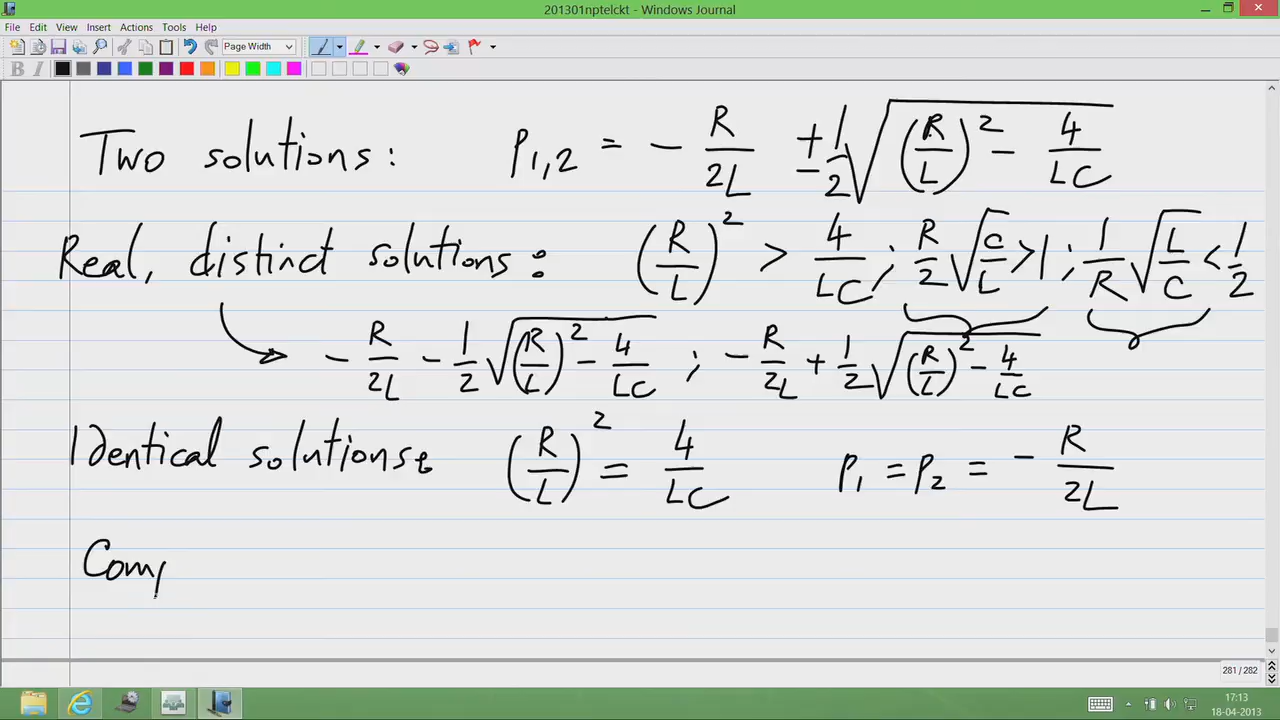 201301nptelckt - Windows Journal
File Edit View Insert Actions Tools Help
Page Width
B I
Two solutions: p1,2 = - R/2L ± 1/2 √((R/L)² - 4/LC)
Real, distinct solutions: (R/L)² > 4/LC ; R/2 √(C/L) > 1 ; 1/R √(L/C) < 1/2
- R/2L - 1/2 √((R/L)² - 4/LC) ; - R/2L + 1/2 √((R/L)² - 4/LC)
Identical solutions: (R/L)² = 4/LC p1 = p2 = - R/2L
Comp
281 / 282
17:13
18-04-2013